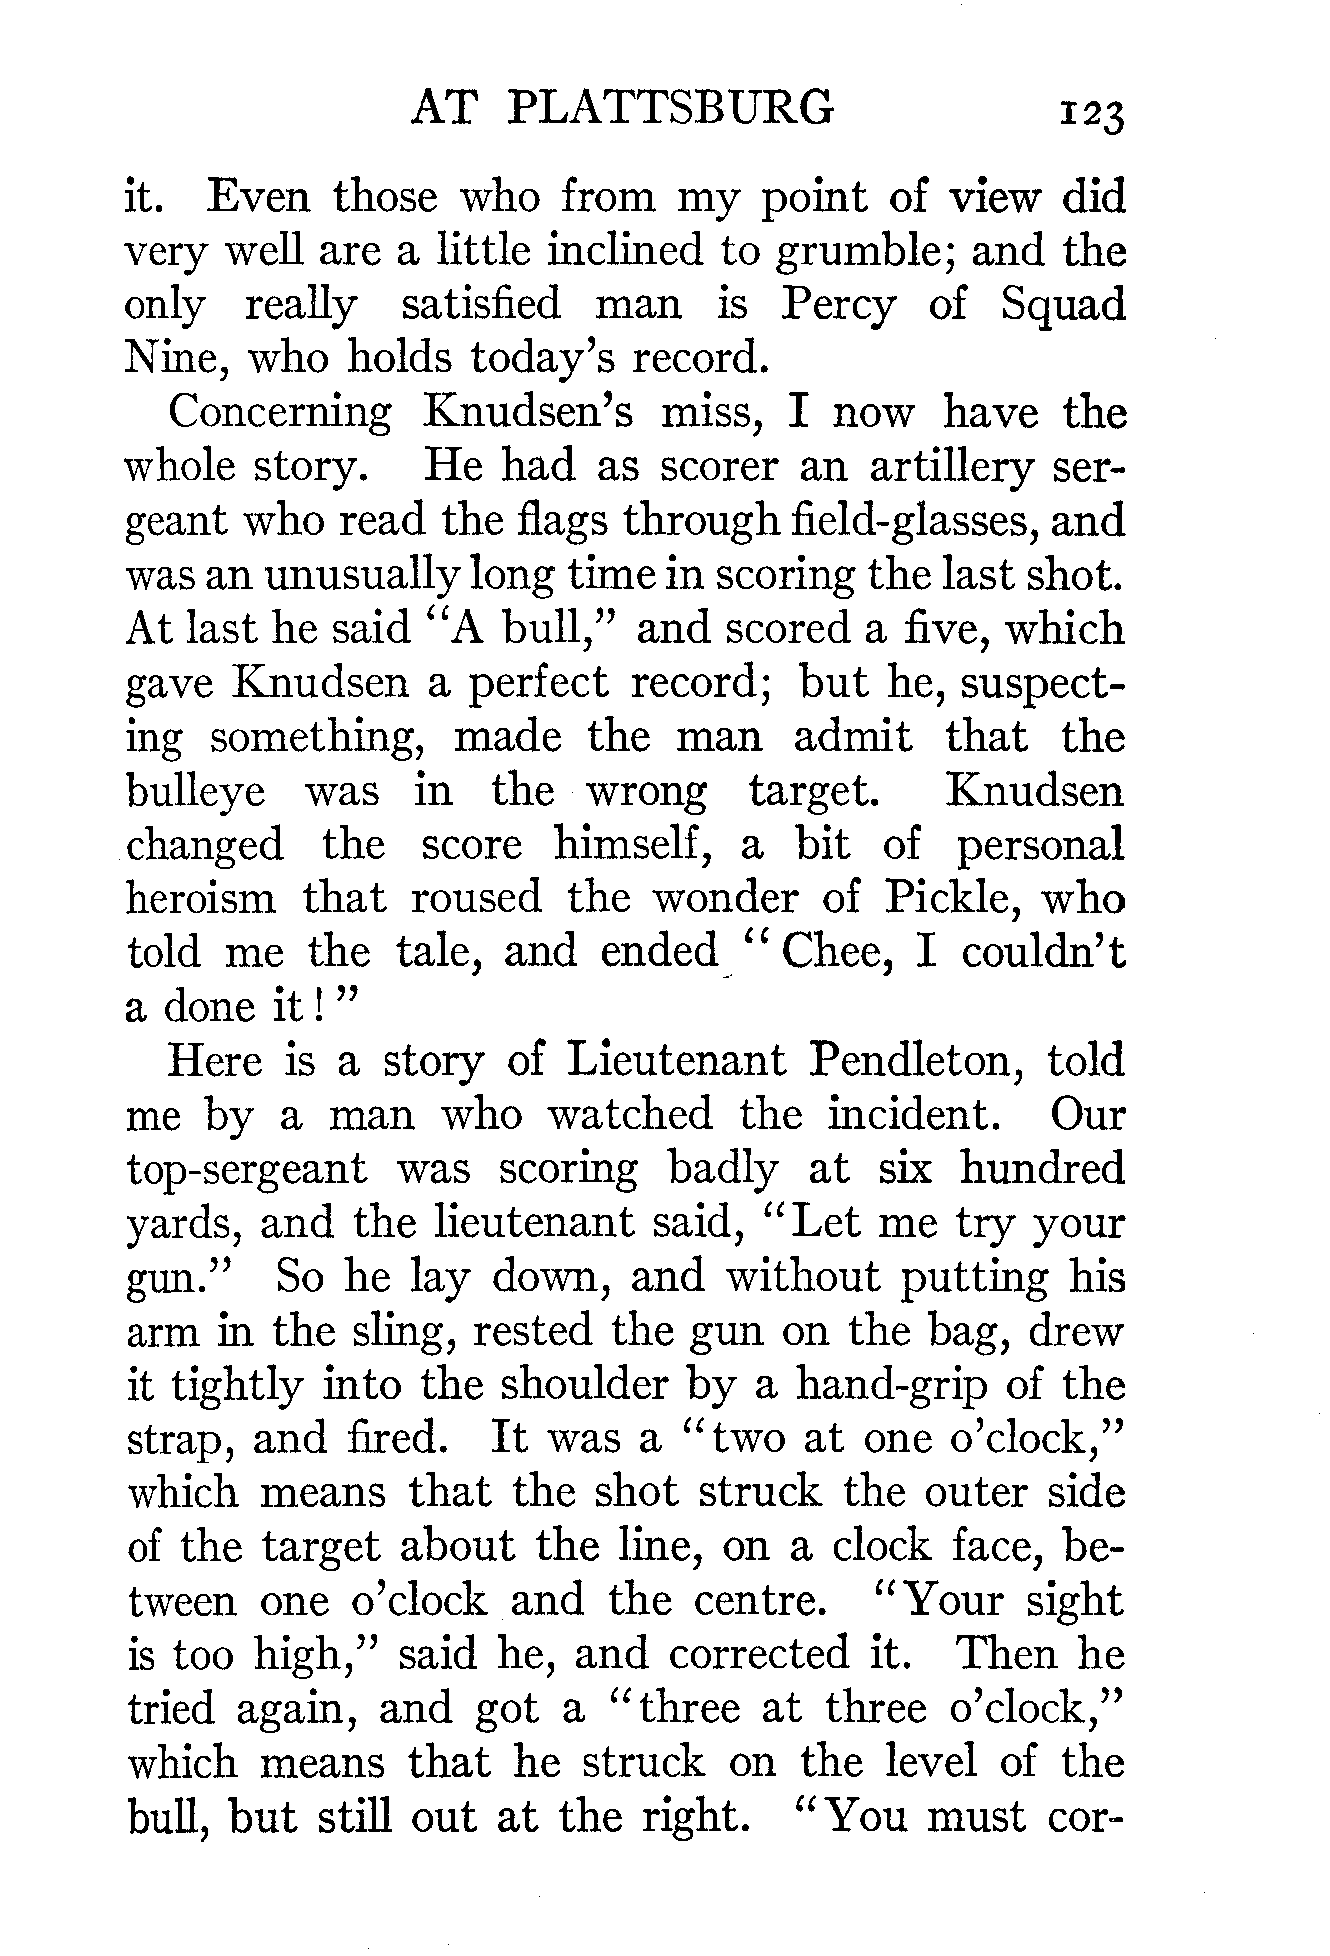 AT PLATTSBURG 123
it. Even those who from my point of view did
very well are a little inclined to grumble; and the
only really satisfied man is Percy of Squad
Nine, who holds today's record.
Concerning Knudsen's miss, I now have the
whole story. He had as scorer an artillery ser-
geant who read the flags through field-glasses, and
was an unusually long time in scoring the last shot.
At last he said "A bull," and scored a five, which
gave Knudsen a perfect record; but he, suspect-
ing something, made the man admit that the
bulleye was in the wrong target. Knudsen
changed the score himself, a bit of personal
heroism that roused the wonder of Pickle, who
told me the tale, and ended "Chee, I couldn't
a done it!"
Here is a story of Lieutenant Pendleton, told
me by a man who watched the incident. Our
top-sergeant was scoring badly at six hundred
yards, and the lieutenant said, "Let me try your
gun." So he lay down, and without putting his
arm in the sling, rested the gun on the bag, drew
it tightly into the shoulder by a hand-grip of the
strap, and fired. It was a "two at one o'clock,"
which means that the shot struck the outer side
of the target about the line, on a clock face, be-
tween one o'clock and the centre. "Your sight
is too high," said he, and corrected it. Then he
tried again, and got a "three at three o'clock,"
which means that he struck on the level of the
bull, but still out at the right. "You must cor-